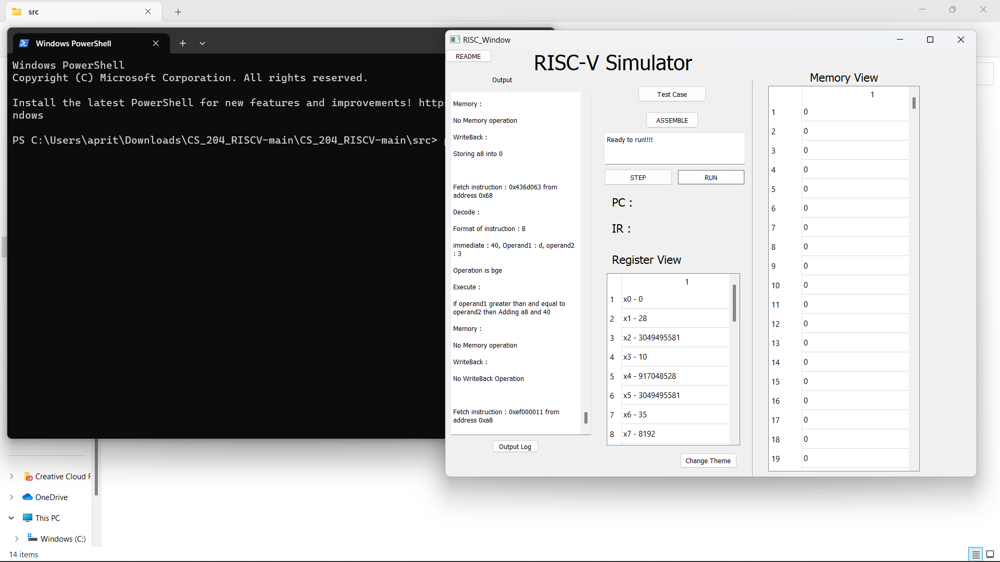 src
Windows PowerShell
Windows PowerShell
Copyright (C) Microsoft Corporation. All rights reserved.
Install the latest PowerShell for new features and improvements! http
ndows
PS C:\Users\aprit\Downloads\CS_204_RISCV-main\CS_204_RISCV-main\src>
Creative Cloud F
OneDrive
This PC
Windows (C:)
14 items
RISC_Window
README
RISC-V Simulator
Output
Memory :
No Memory operation
WriteBack :
Storing a8 into 0
Fetch instruction : 0x436d063 from
address 0x68
Decode :
Format of instruction : B
immediate : 40, Operand1 : d, operand2
: 3
Operation is bge
Execute :
if operand1 greater than and equal to
operand2 then Adding a8 and 40
Memory :
No Memory operation
WriteBack :
No WriteBack Operation
Fetch instruction : 0xef000011 from
address 0xa8
Output Log
Test Case
ASSEMBLE
Ready to run!!!!
STEP
RUN
PC :
IR :
Register View
1
1 x0 - 0
2 x1 - 28
3 x2 - 3049495581
4 x3 - 10
5 x4 - 917048528
6 x5 - 3049495581
7 x6 - 35
8 x7 - 8192
Change Theme
Memory View
1
1 0
2 0
3 0
4 0
5 0
6 0
7 0
8 0
9 0
10 0
11 0
12 0
13 0
14 0
15 0
16 0
17 0
18 0
19 0